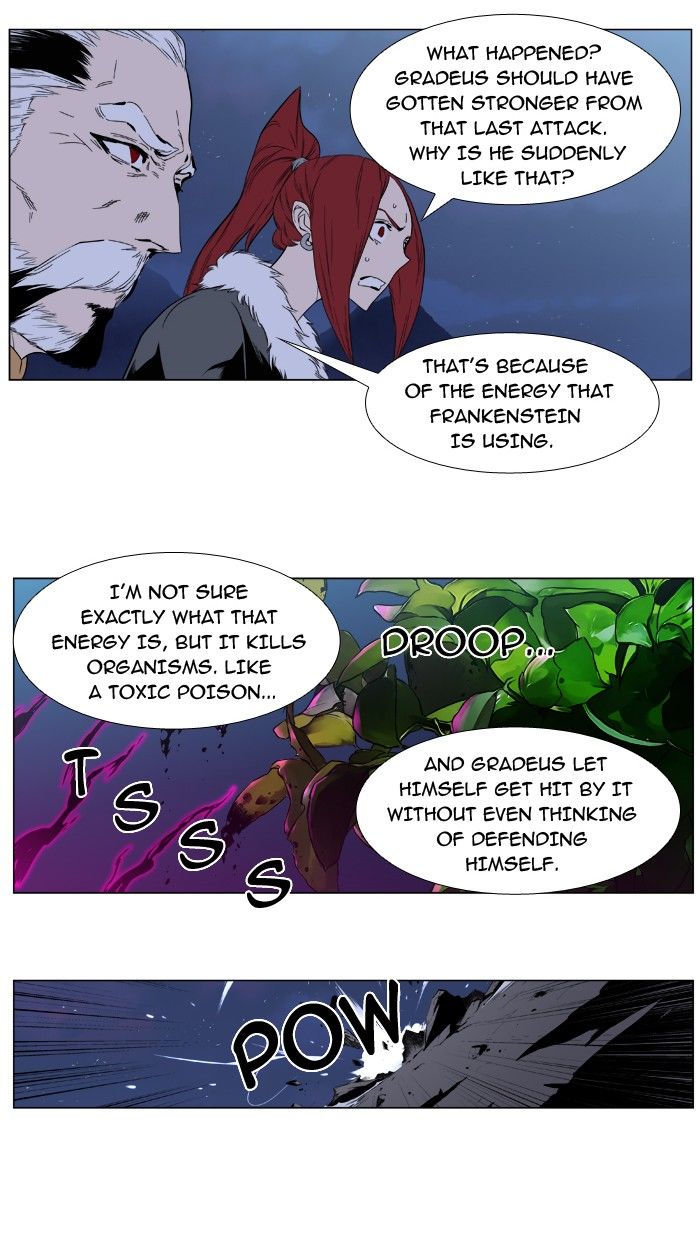 WHAT HAPPENED?
GRADEUS SHOULD HAVE
GOTTEN STRONGER FROM
THAT LAST ATTACK.
WHY IS HE SUDDENLY
LIKE THAT?
THAT'S BECAUSE
OF THE ENERGY THAT
FRANKENSTEIN
IS USING.
I'M NOT SURE
EXACTLY WHAT THAT
ENERGY IS, BUT IT KILLS
ORGANISMS. LIKE
A TOXIC POISON...
DROOP...
TSSS
AND GRADEUS LET
HIMSELF GET HIT BY IT
WITHOUT EVEN THINKING
OF DEFENDING
HIMSELF.
POW